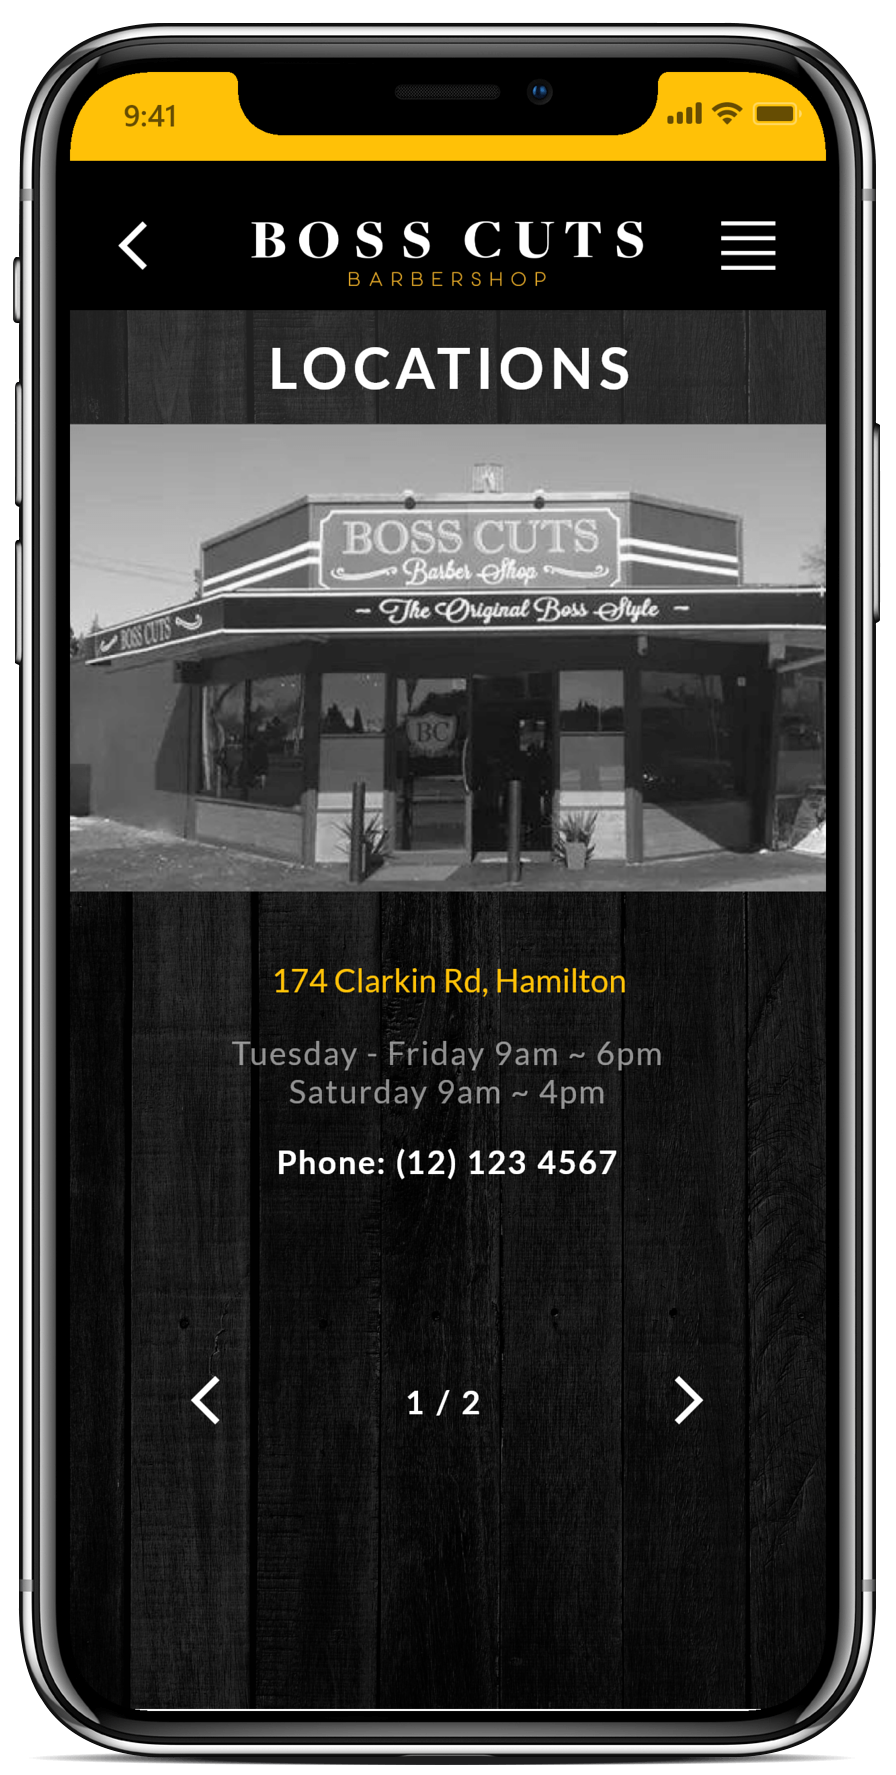 9:41
BOSS CUTS
BARBERSHOP
LOCATIONS
BOSS CUTS
Barber Shop
~ The Original Boss Style ~
BOSS CUTS
BC
174 Clarkin Rd, Hamilton
Tuesday - Friday 9am ~ 6pm
Saturday 9am ~ 4pm
Phone: (12) 123 4567
1 / 2